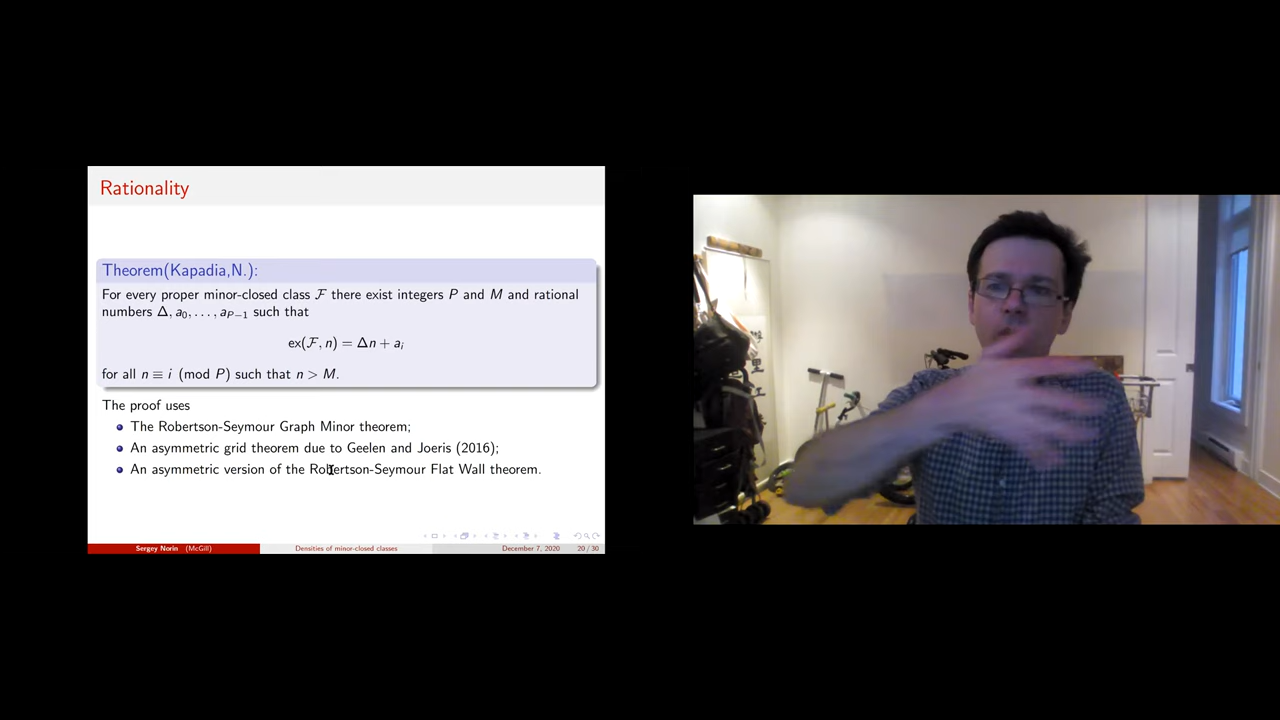 Rationality
Theorem(Kapadia,N.):
For every proper minor-closed class ℱ there exist integers P and M and rational
numbers Δ, a₀, . . . , a_{P−1} such that
ex(ℱ, n) = Δn + aᵢ
for all n ≡ i (mod P) such that n > M.
The proof uses
The Robertson-Seymour Graph Minor theorem;
An asymmetric grid theorem due to Geelen and Joeris (2016);
An asymmetric version of the Robertson-Seymour Flat Wall theorem.
Sergey Norin (McGill) Densities of minor-closed classes December 7, 2020 20 / 30